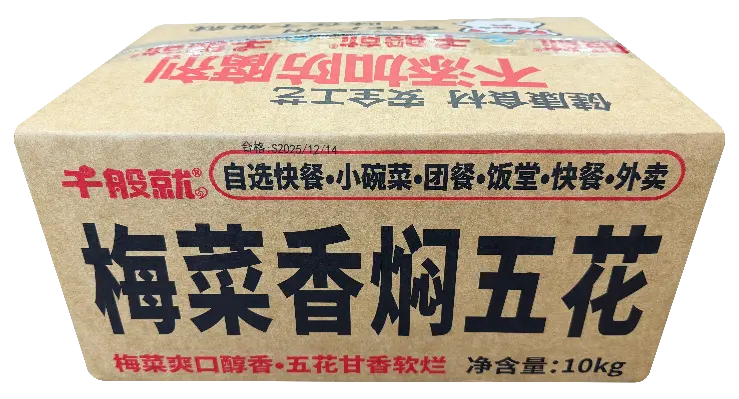 不添加防腐剂
健康食材 安全工艺
合格:S2025/12/14
千般就®
自选快餐•小碗菜•团餐•饭堂•快餐•外卖
梅菜香焖五花
梅菜爽口醇香•五花甘香软烂 净含量:10kg